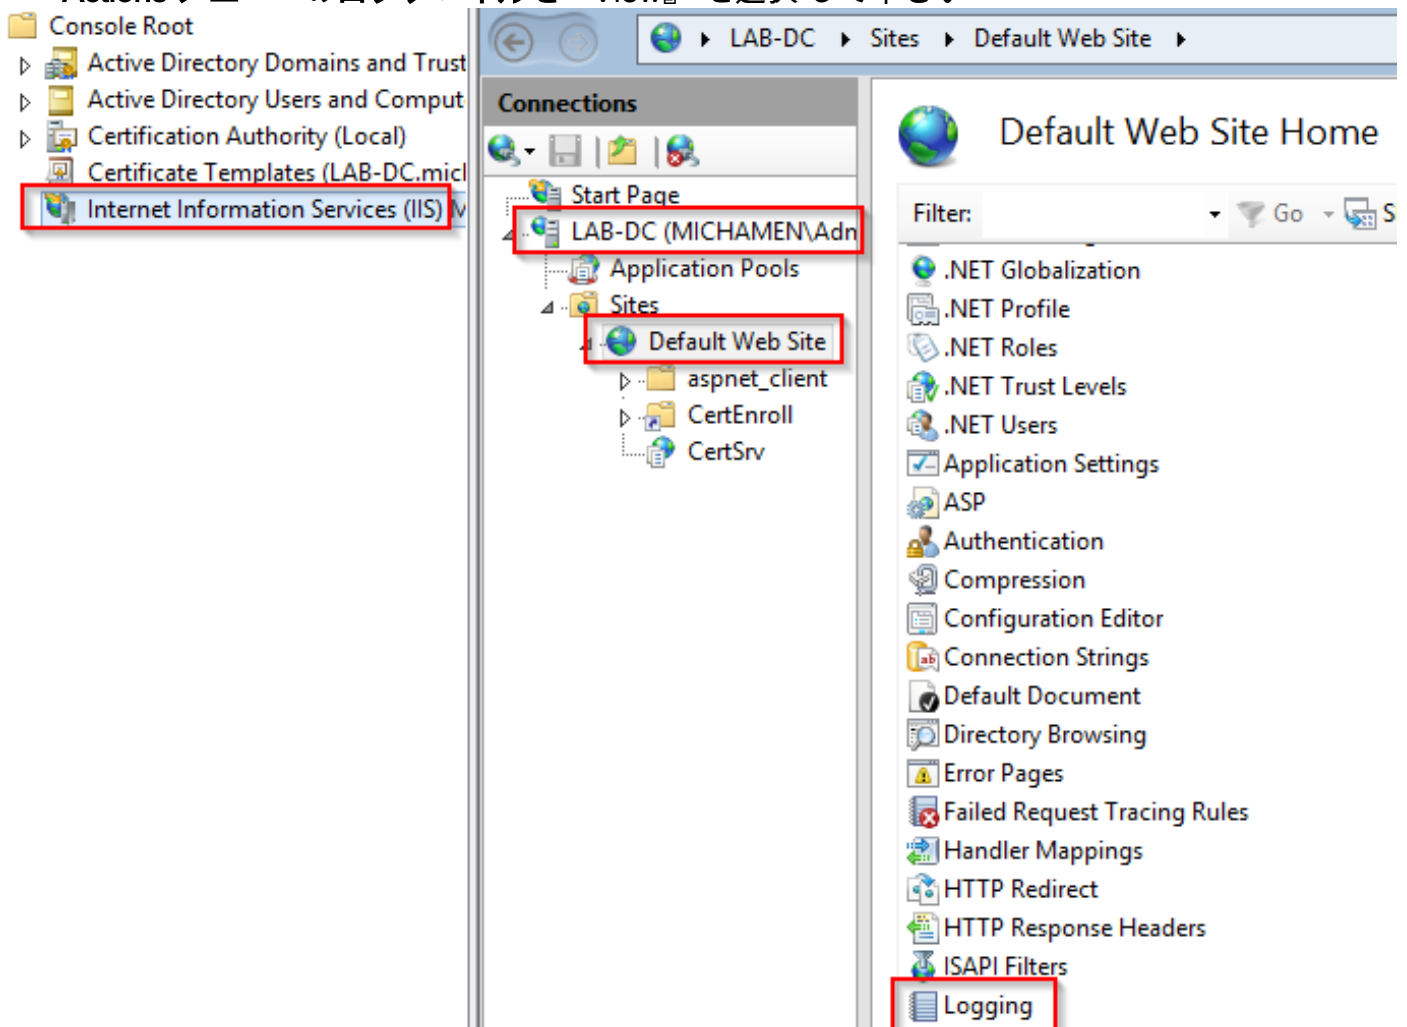 Console Root
Active Directory Domains and Trust
Active Directory Users and Comput
Certification Authority (Local)
Certificate Templates (LAB-DC.micl
Internet Information Services (IIS) M
LAB-DC
Sites
Default Web Site
Connections
Start Page
LAB-DC (MICHAMEN\Adn
Application Pools
Sites
Default Web Site
aspnet_client
CertEnroll
CertSrv
Default Web Site Home
Filter:
Go
S
.NET Globalization
.NET Profile
.NET Roles
.NET Trust Levels
.NET Users
Application Settings
ASP
Authentication
Compression
Configuration Editor
Connection Strings
Default Document
Directory Browsing
Error Pages
Failed Request Tracing Rules
Handler Mappings
HTTP Redirect
HTTP Response Headers
ISAPI Filters
Logging